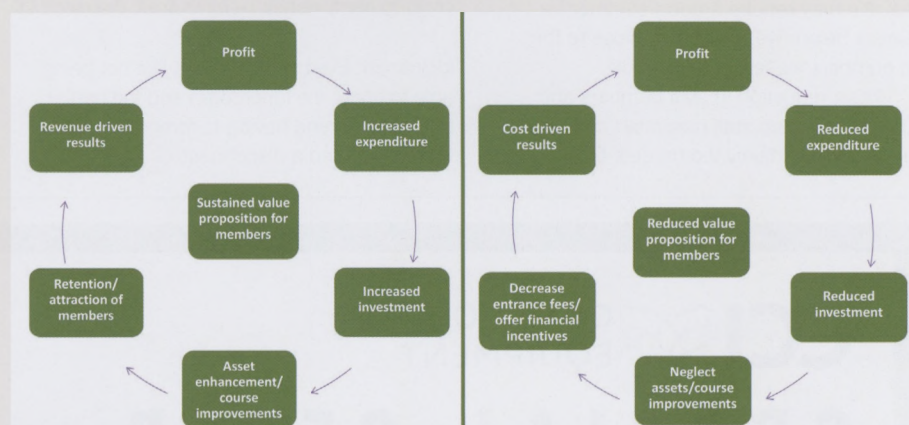 Profit
Increased
expenditure
Increased
investment
Asset
enhancement/
course
improvements
Retention/
attraction of
members
Revenue driven
results
Sustained value
proposition for
members
Profit
Reduced
expenditure
Reduced
investment
Neglect
assets/course
improvements
Decrease
entrance fees/
offer financial
incentives
Cost driven
results
Reduced value
proposition for
members